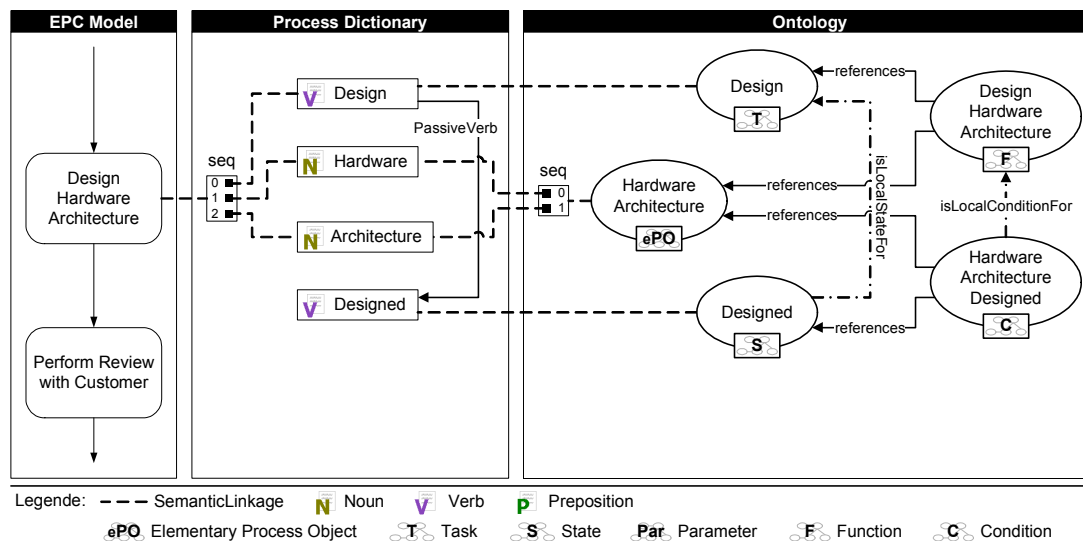 EPC Model
Process Dictionary
Ontology
Design
Hardware
Architecture
Perform Review
with Customer
seq
0
1
2
V Design
PassiveVerb
N Hardware
N Architecture
V Designed
seq
0
1
Design
T
Hardware
Architecture
ePO
Designed
S
isLocalStateFor
references
references
references
references
Design
Hardware
Architecture
F
isLocalConditionFor
Hardware
Architecture
Designed
C
Legende: SemanticLinkage N Noun V Verb P Preposition
ePO Elementary Process Object T Task S State Par Parameter F Function C Condition